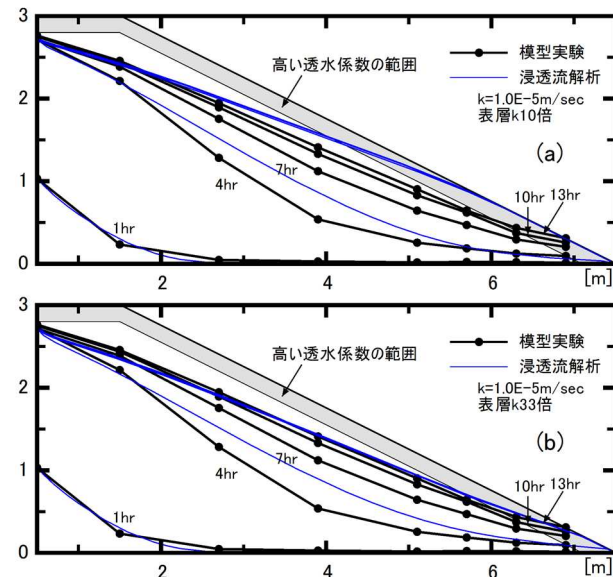 3
(a)
高い透水係数の範囲
模型実験
浸透流解析
k=1.0E-5m/sec
表層k10倍
2
(a)
7hr
4hr
1
10hr
13hr
1hr
0
2
4
6
[m]
3
高い透水係数の範囲
模型実験
浸透流解析
k=1.0E-5m/sec
表層k33倍
2
(b)
7hr
4hr
1
10hr
13hr
1hr
0
2
4
6
[m]